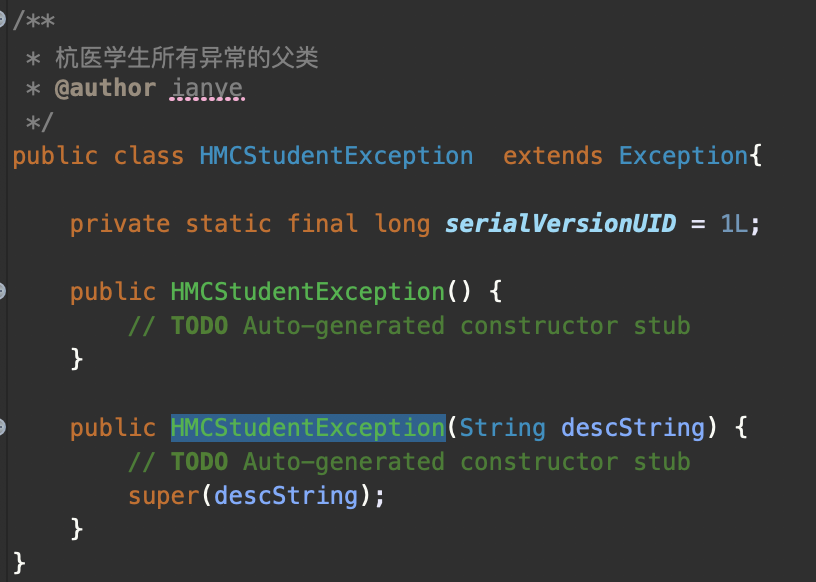 /**
 * 杭医学生所有异常的父类
 * @author ianye
 */
public class HMCStudentException  extends Exception{
    private static final long serialVersionUID = 1L;
    public HMCStudentException() {
        // TODO Auto-generated constructor stub
    }
    public HMCStudentException(String descString) {
        // TODO Auto-generated constructor stub
        super(descString);
    }
}